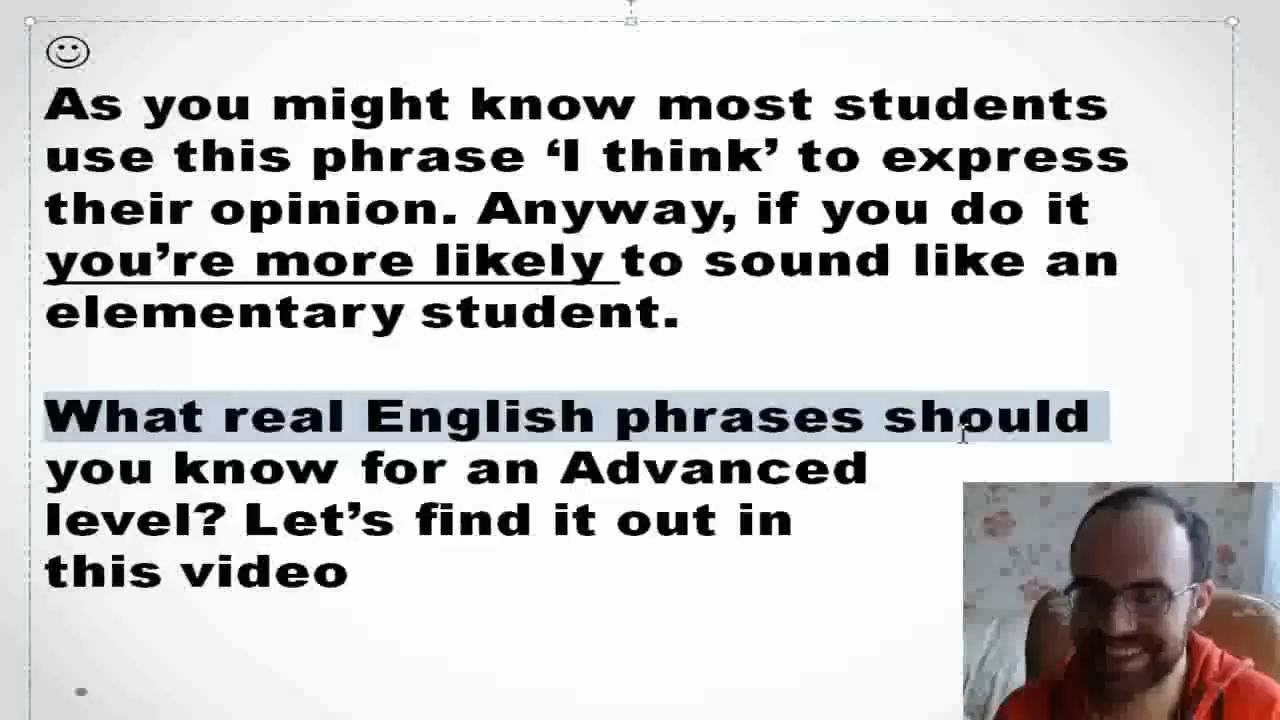 As you might know most students
use this phrase ‘I think’ to express
their opinion. Anyway, if you do it
you’re more likely to sound like an
elementary student.
What real English phrases should
you know for an Advanced
level? Let’s find it out in
this video